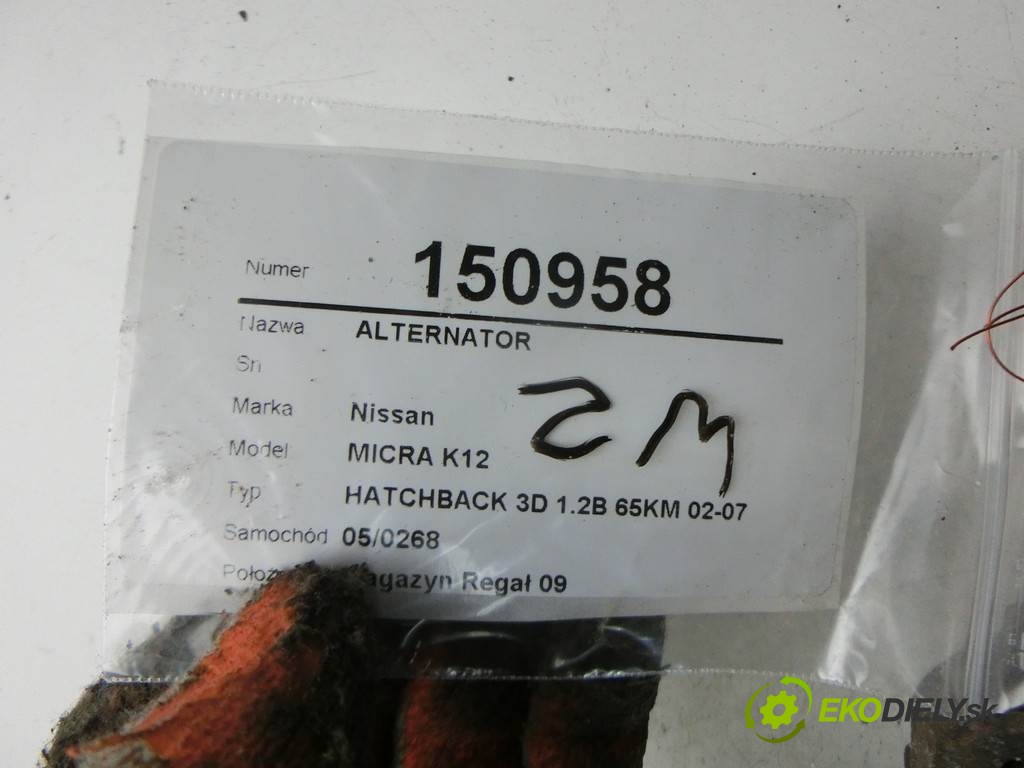 Numer 150958
Nazwa ALTERNATOR
Sn
Marka Nissan
Model MICRA K12
Typ HATCHBACK 3D 1.2B 65KM 02-07
Samochód 05/0268
Regał 09
ZM
EKODIELY.sk